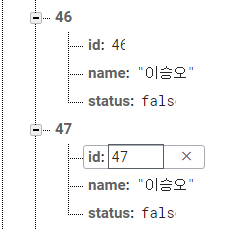 46
id: 46
name: "이승오"
status: fals
47
id: 47 ×
name: "이승오"
status: fals